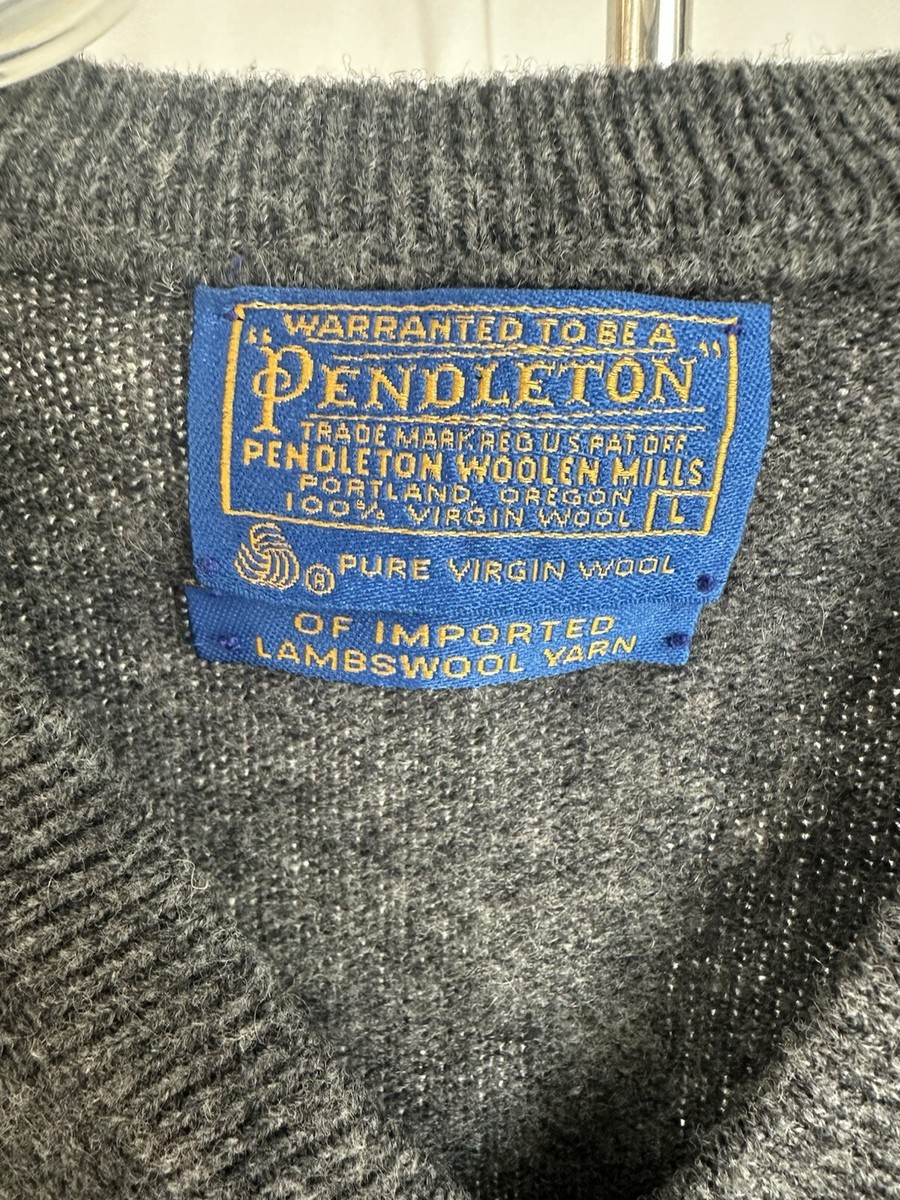 WARRANTED TO BE A
"PENDLETON"
TRADE MARK REG U.S. PAT. OFF
PENDLETON WOOLEN MILLS
PORTLAND, OREGON
100% VIRGIN WOOL L
® PURE VIRGIN WOOL
OF IMPORTED
LAMBSWOOL YARN